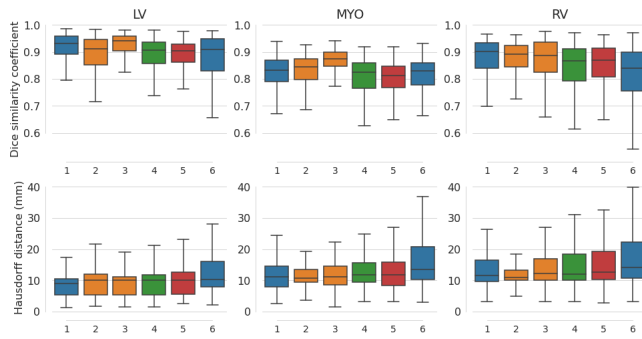 LV MYO RV
Dice similarity coefficient
1.0 1.0 1.0
0.9 0.9 0.9
0.8 0.8 0.8
0.7 0.7 0.7
0.6 0.6 0.6
1 2 3 4 5 6 1 2 3 4 5 6 1 2 3 4 5 6
Hausdorff distance (mm)
40 40 40
30 30 30
20 20 20
10 10 10
0 0 0
1 2 3 4 5 6 1 2 3 4 5 6 1 2 3 4 5 6